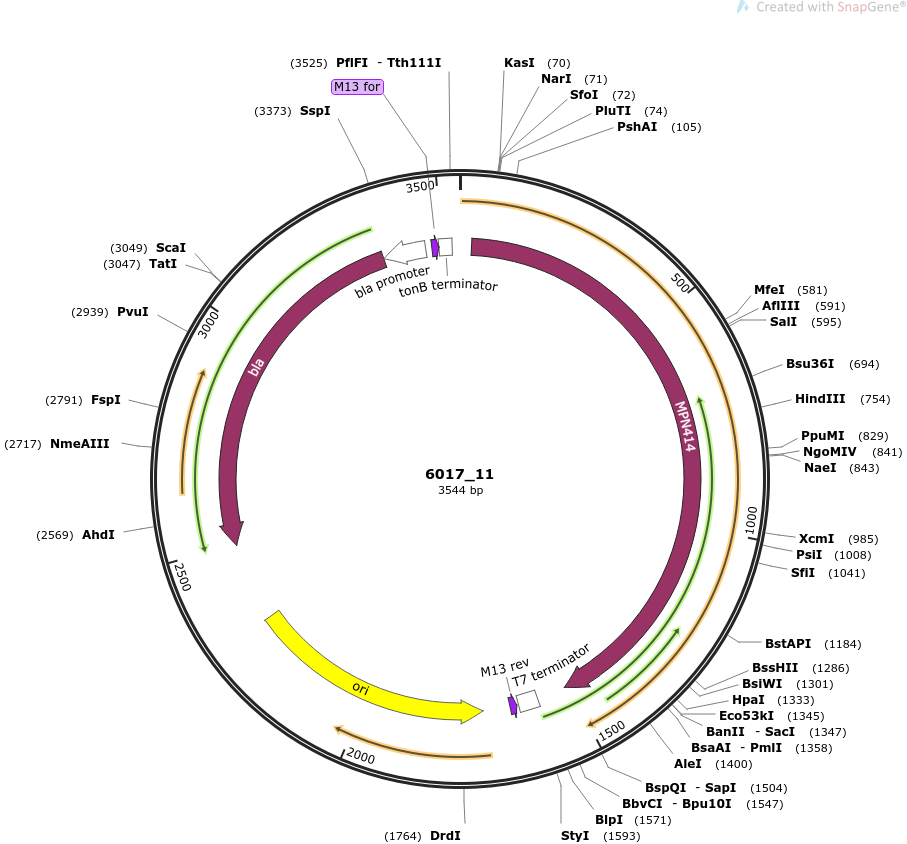 Created with SnapGene®
(3525) PflFI - Tth111I
M13 for
(3373) SspI
KasI (70)
NarI (71)
SfoI (72)
PluTI (74)
PshAI (105)
3500
(3049) ScaI
(3047) TatI
(2939) PvuI
(2791) FspI
(2717) NmeAIII
(2569) AhdI
bla promoter
tonB terminator
500
MfeI (581)
AflIII (591)
SalI (595)
Bsu36I (694)
HindIII (754)
PpuMI (829)
NgoMIV (841)
NaeI (843)
3000
bla
MPN414
6017_11
3544 bp
1000
XcmI (985)
PsiI (1008)
SfiI (1041)
2500
BstAPI (1184)
BssHII (1286)
BsiWI (1301)
HpaI (1333)
Eco53kI (1345)
BanII - SacI (1347)
BsaAI - PmlI (1358)
AleI (1400)
M13 rev
T7 terminator
ori
1500
2000
BspQI - SapI (1504)
BbvCI - Bpu10I (1547)
BlpI (1571)
StyI (1593)
(1764) DrdI